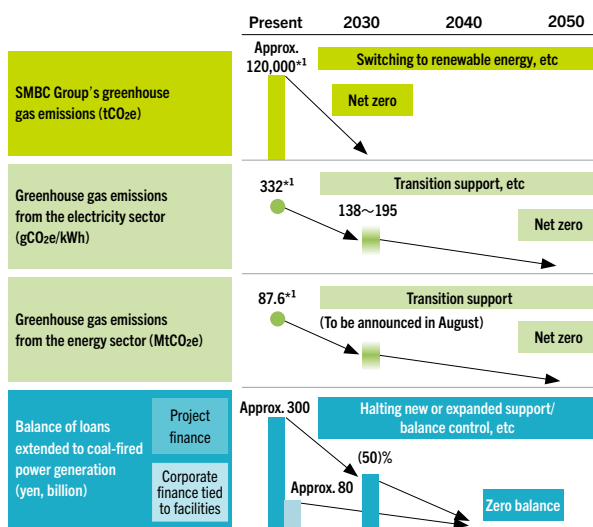 Present 2030 2040 2050
SMBC Group's greenhouse
gas emissions (tCO2e)
Approx.
120,000*1
Switching to renewable energy, etc
Net zero
Greenhouse gas emissions
from the electricity sector
(gCO2e/kWh)
332*1
Transition support, etc
138～195
Net zero
Greenhouse gas emissions
from the energy sector (MtCO2e)
87.6*1
Transition support
(To be announced in August)
Net zero
Balance of loans
extended to coal-fired
power generation
(yen, billion)
Project
finance
Corporate
finance tied
to facilities
Approx. 300
Halting new or expanded support/
balance control, etc
(50)%
Approx. 80
Zero balance